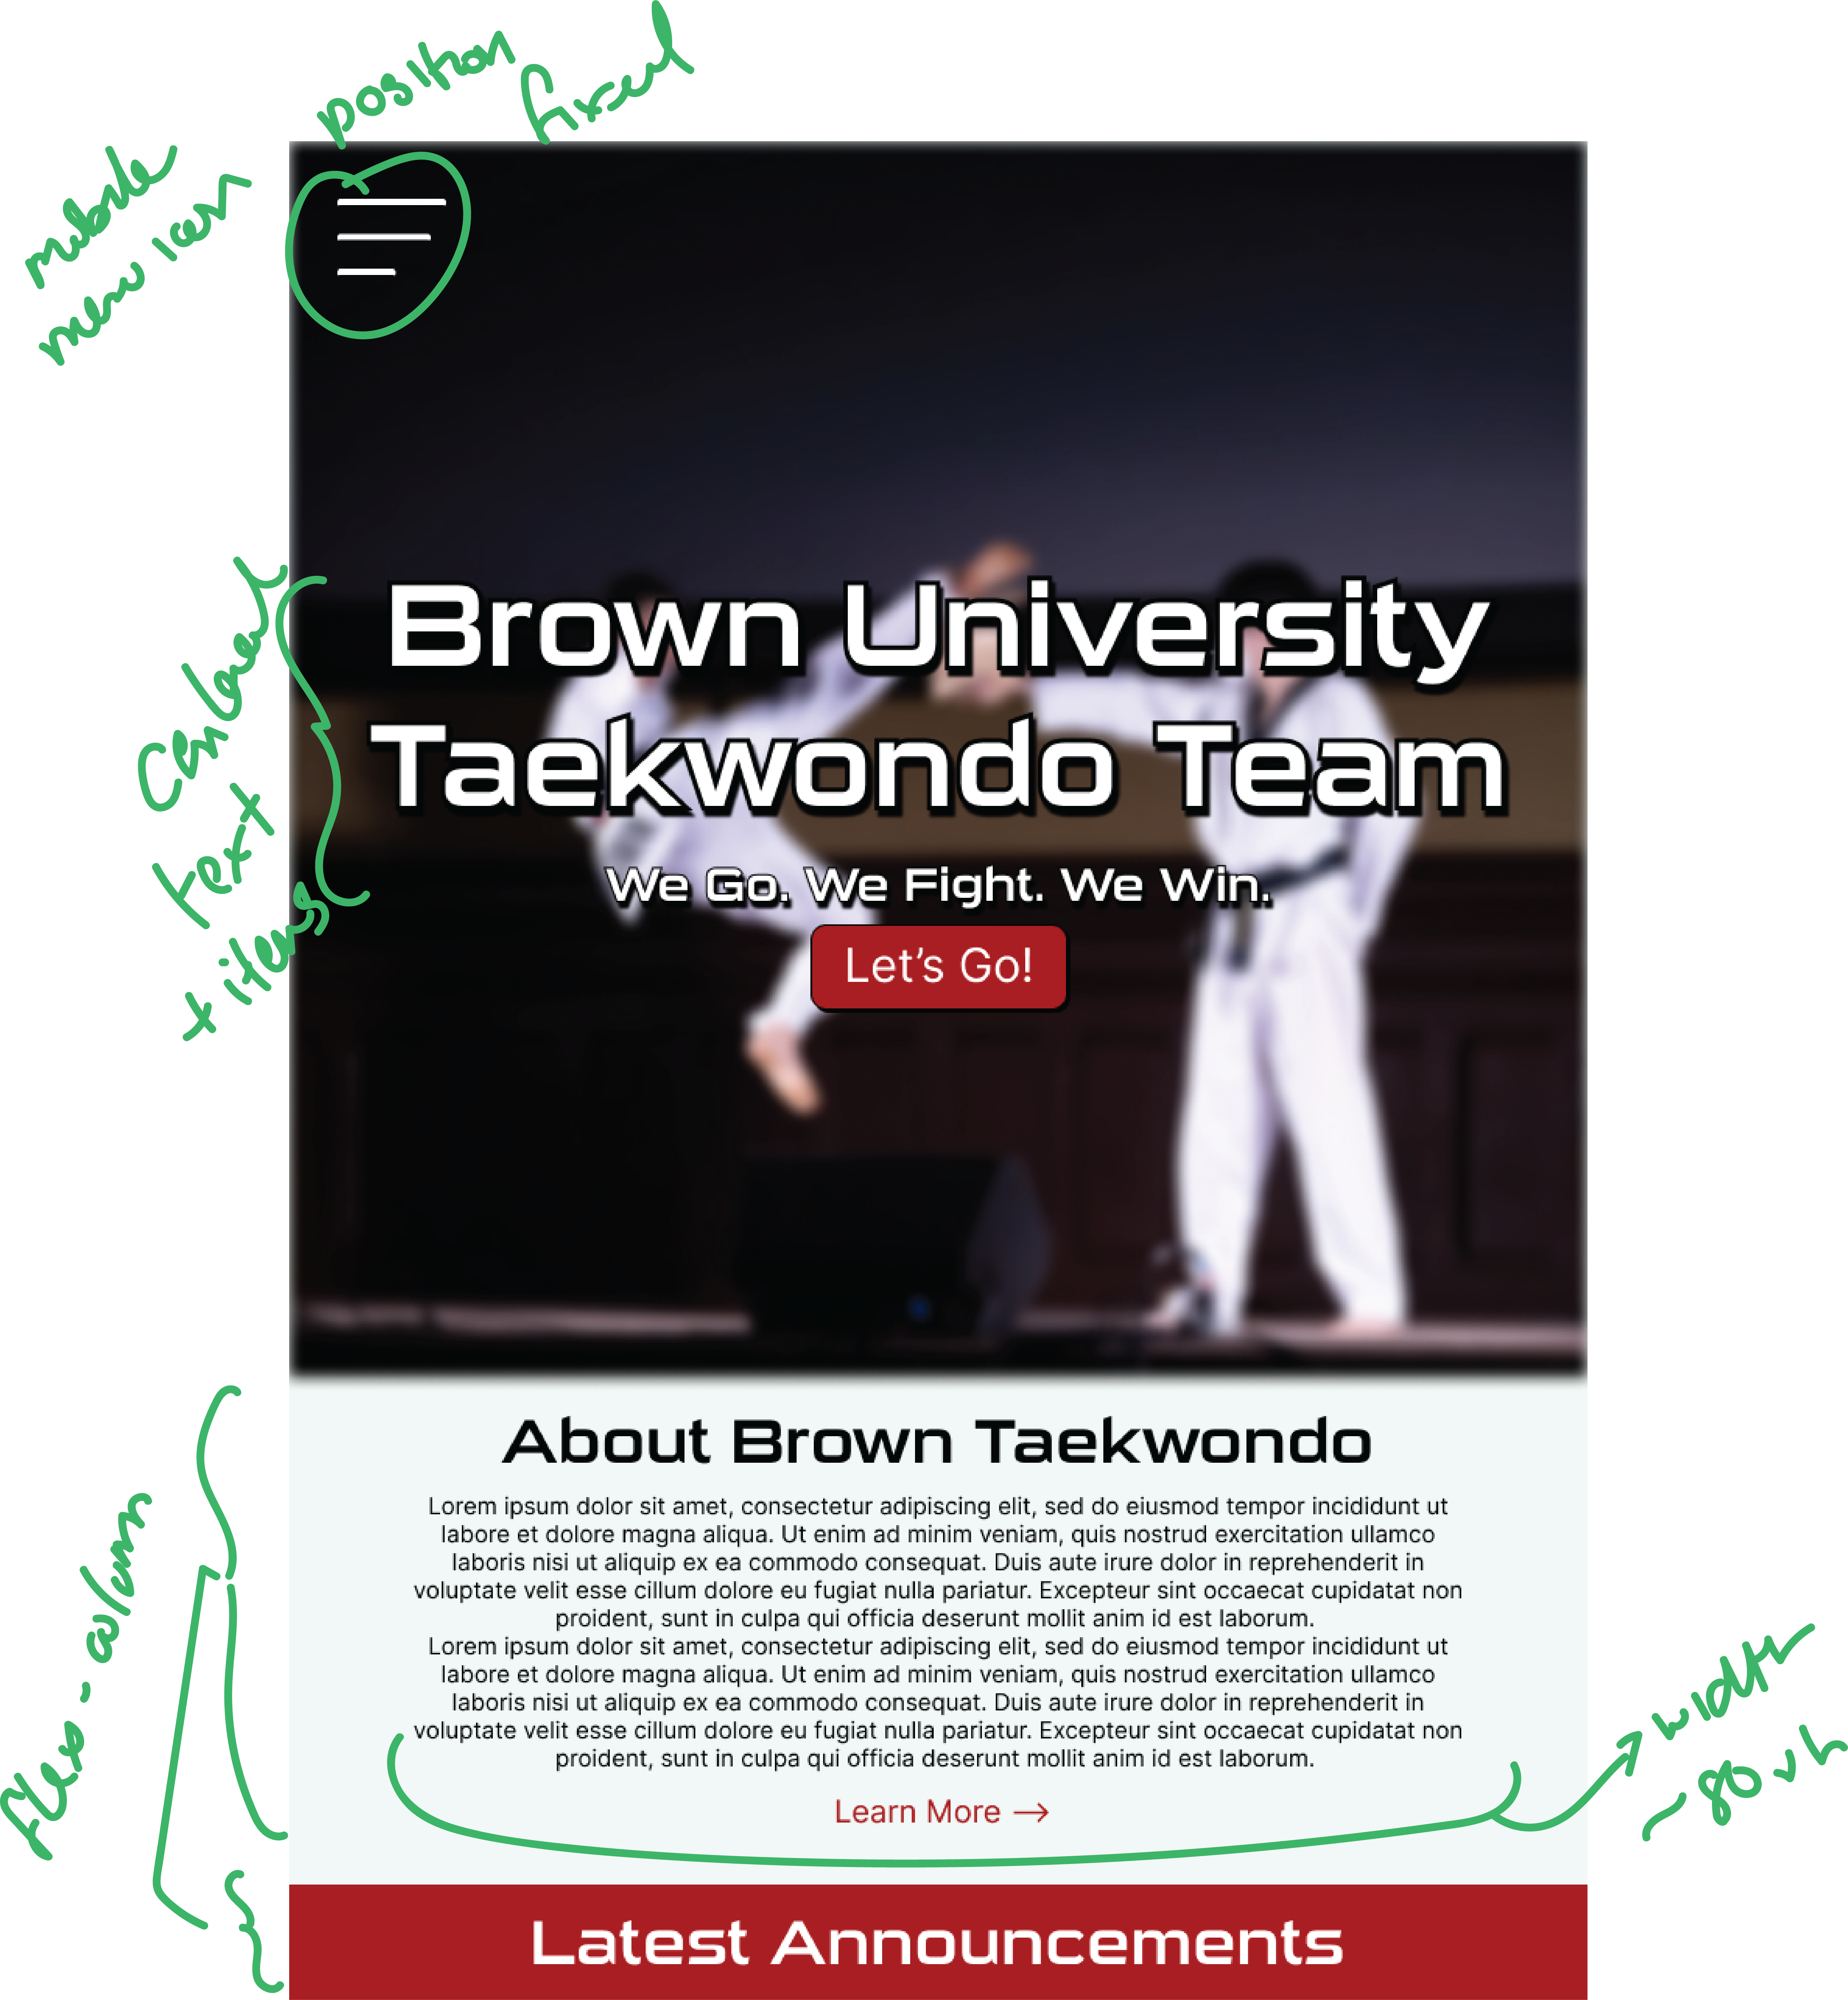 position fixed
mobile
menu icon
Brown University
Taekwondo Team
We Go. We Fight. We Win.
Let's Go!
Centered
text
+ items
About Brown Taekwondo
Lorem ipsum dolor sit amet, consectetur adipiscing elit, sed do eiusmod tempor incididunt ut
labore et dolore magna aliqua. Ut enim ad minim veniam, quis nostrud exercitation ullamco
laboris nisi ut aliquip ex ea commodo consequat. Duis aute irure dolor in reprehenderit in
voluptate velit esse cillum dolore eu fugiat nulla pariatur. Excepteur sint occaecat cupidatat non
proident, sunt in culpa qui officia deserunt mollit anim id est laborum.
Lorem ipsum dolor sit amet, consectetur adipiscing elit, sed do eiusmod tempor incididunt ut
labore et dolore magna aliqua. Ut enim ad minim veniam, quis nostrud exercitation ullamco
laboris nisi ut aliquip ex ea commodo consequat. Duis aute irure dolor in reprehenderit in
voluptate velit esse cillum dolore eu fugiat nulla pariatur. Excepteur sint occaecat cupidatat non
proident, sunt in culpa qui officia deserunt mollit anim id est laborum.
Learn More →
flex-column
width
~80vh
Latest Announcements